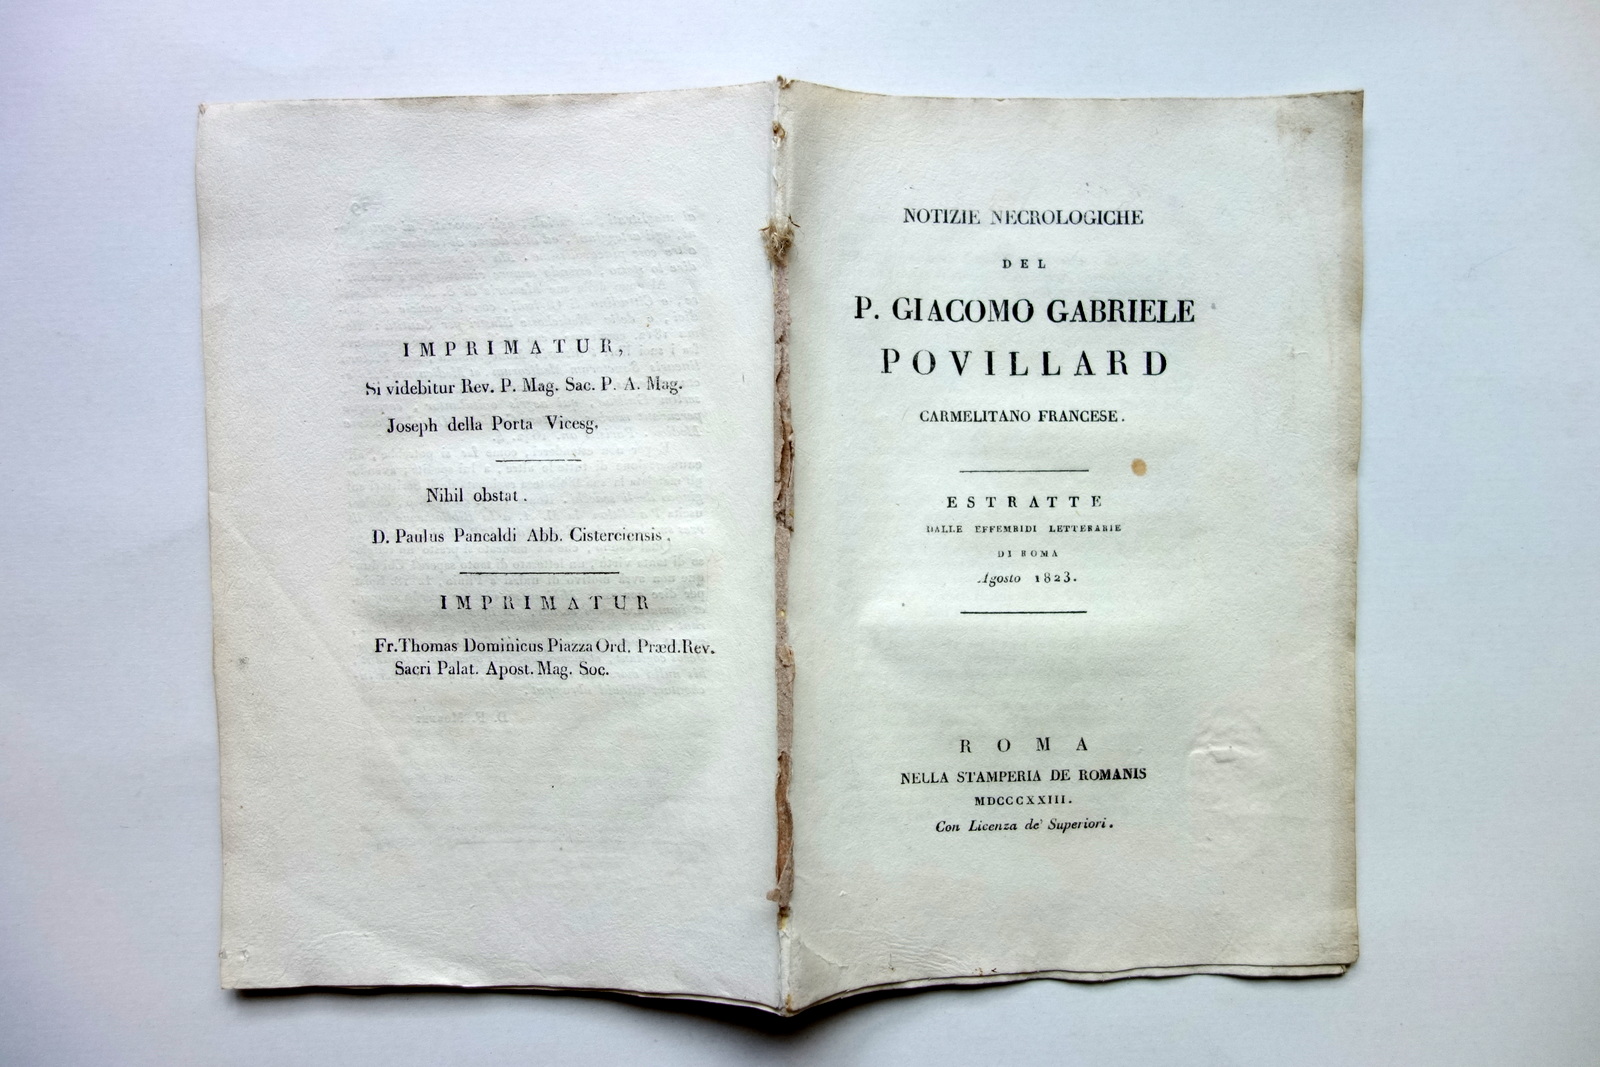 IMPRIMATUR,
Si videbitur Rev. P. Mag. Sac. P. A. Mag.
Joseph della Porta Vicesg.
Nihil obstat.
D. Paulus Pancaldi Abb. Cisterciensis.
IMPRIMATUR
Fr. Thomas Dominicus Piazza Ord. Præd. Rev.
Sacri Palat. Apost. Mag. Soc.
NOTIZIE NECROLOGICHE
DEL
P. GIACOMO GABRIELE
POVILLARD
CARMELITANO FRANCESE.
ESTRATTE
DALLE EFFEMRIDI LETTERARIE
DI ROMA
Agosto 1823.
ROMA
NELLA STAMPERIA DE ROMANIS
MDCCCXXIII.
Con Licenza de' Superiori.